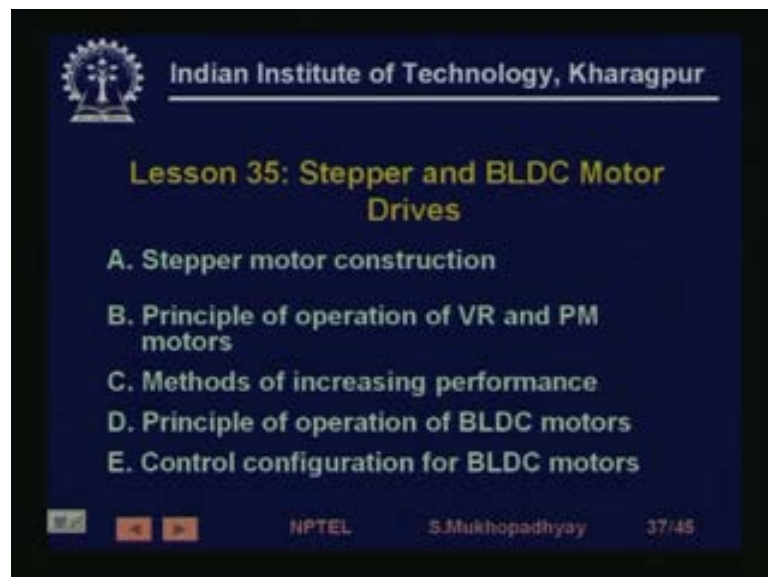 Indian Institute of Technology, Kharagpur
Lesson 35: Stepper and BLDC Motor
Drives
A. Stepper motor construction
B. Principle of operation of VR and PM
motors
C. Methods of increasing performance
D. Principle of operation of BLDC motors
E. Control configuration for BLDC motors
NPTEL S.Mukhopadhyay 37/45